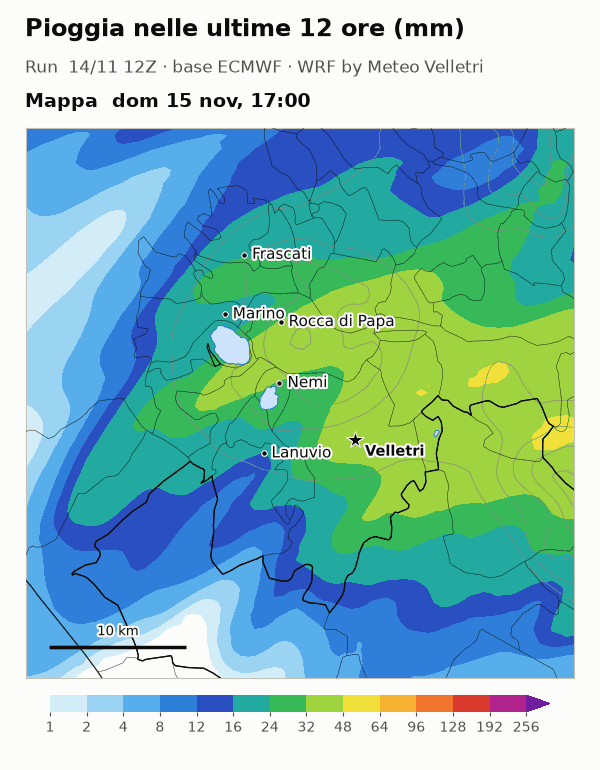 Pioggia nelle ultime 12 ore (mm)
Run  14/11 12Z · base ECMWF · WRF by Meteo Velletri
Mappa  dom 15 nov, 17:00
Frascati
Marino
Rocca di Papa
Nemi
Velletri
Lanuvio
10 km
1 2 4 8 12 16 24 32 48 64 96 128 192 256